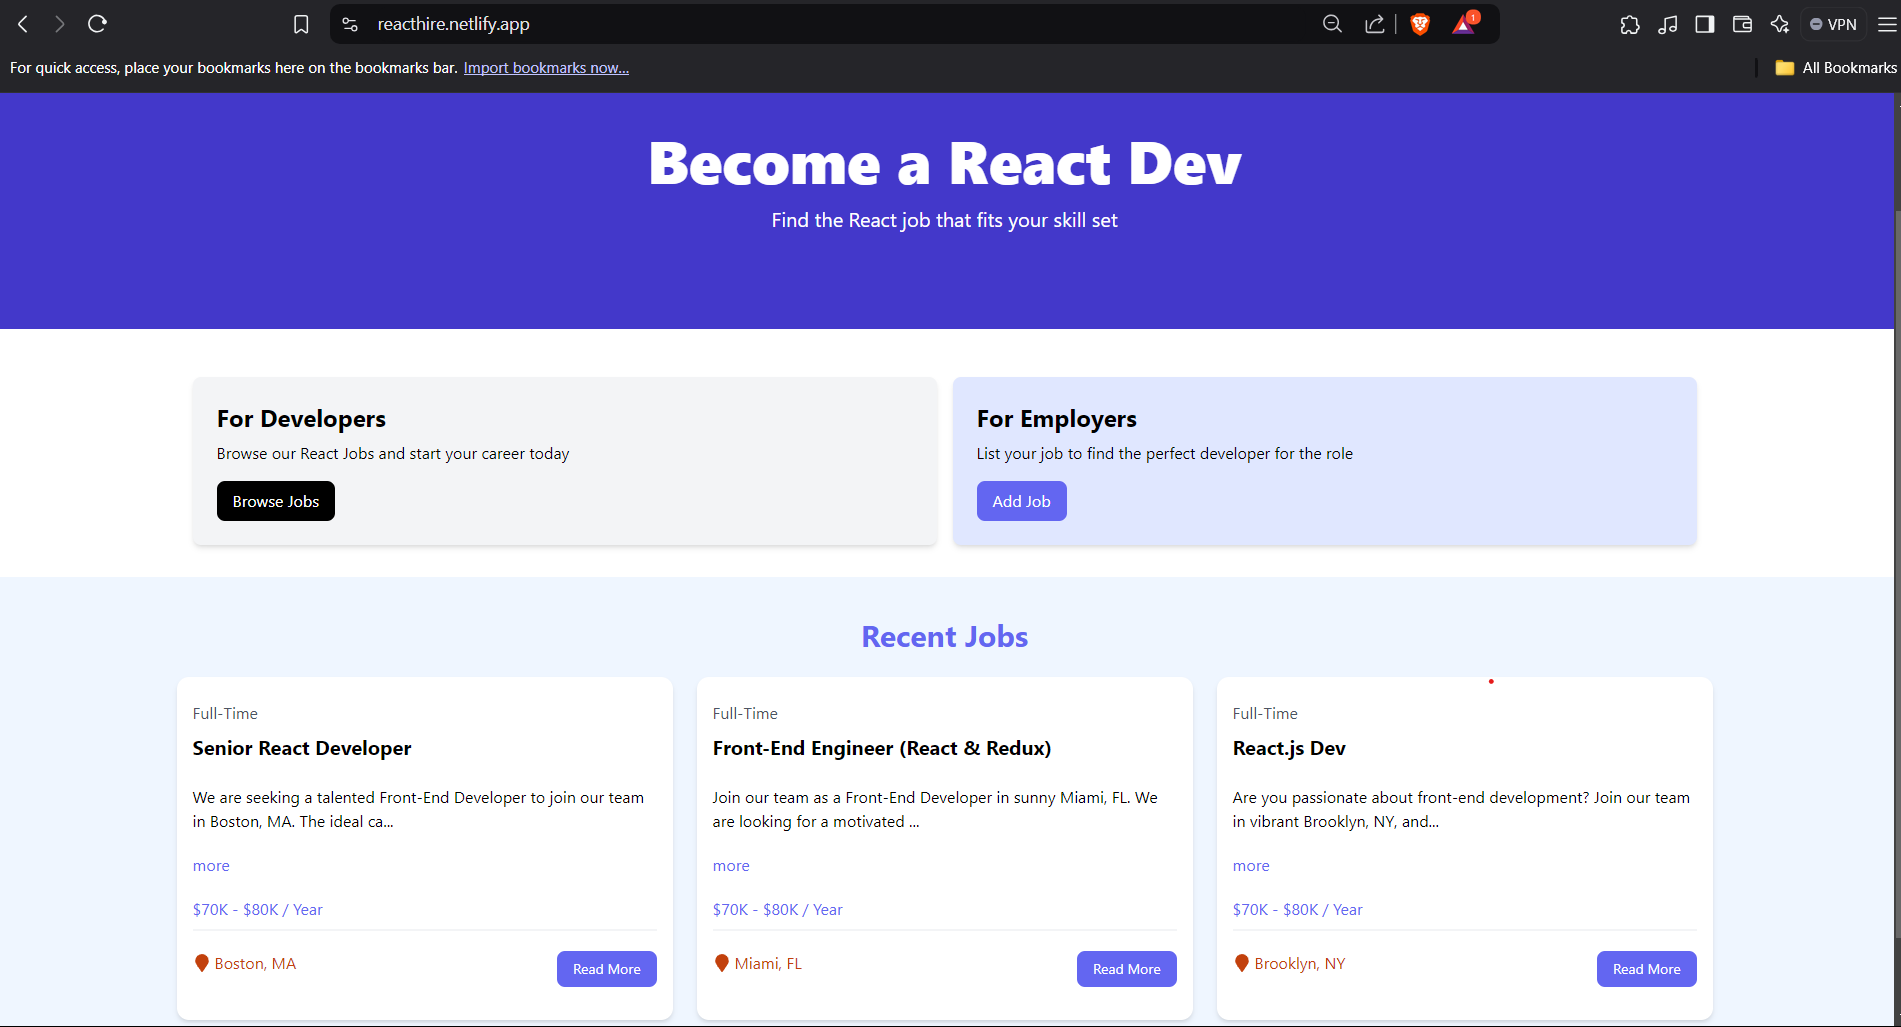 reacthire.netlify.app
1
VPN
For quick access, place your bookmarks here on the bookmarks bar. Import bookmarks now...
All Bookmarks
Become a React Dev
Find the React job that fits your skill set
For Developers
Browse our React Jobs and start your career today
Browse Jobs
For Employers
List your job to find the perfect developer for the role
Add Job
Recent Jobs
Full-Time
Senior React Developer
We are seeking a talented Front-End Developer to join our team
in Boston, MA. The ideal ca...
more
$70K - $80K / Year
Boston, MA
Read More
Full-Time
Front-End Engineer (React & Redux)
Join our team as a Front-End Developer in sunny Miami, FL. We
are looking for a motivated ...
more
$70K - $80K / Year
Miami, FL
Read More
Full-Time
React.js Dev
Are you passionate about front-end development? Join our team
in vibrant Brooklyn, NY, and...
more
$70K - $80K / Year
Brooklyn, NY
Read More